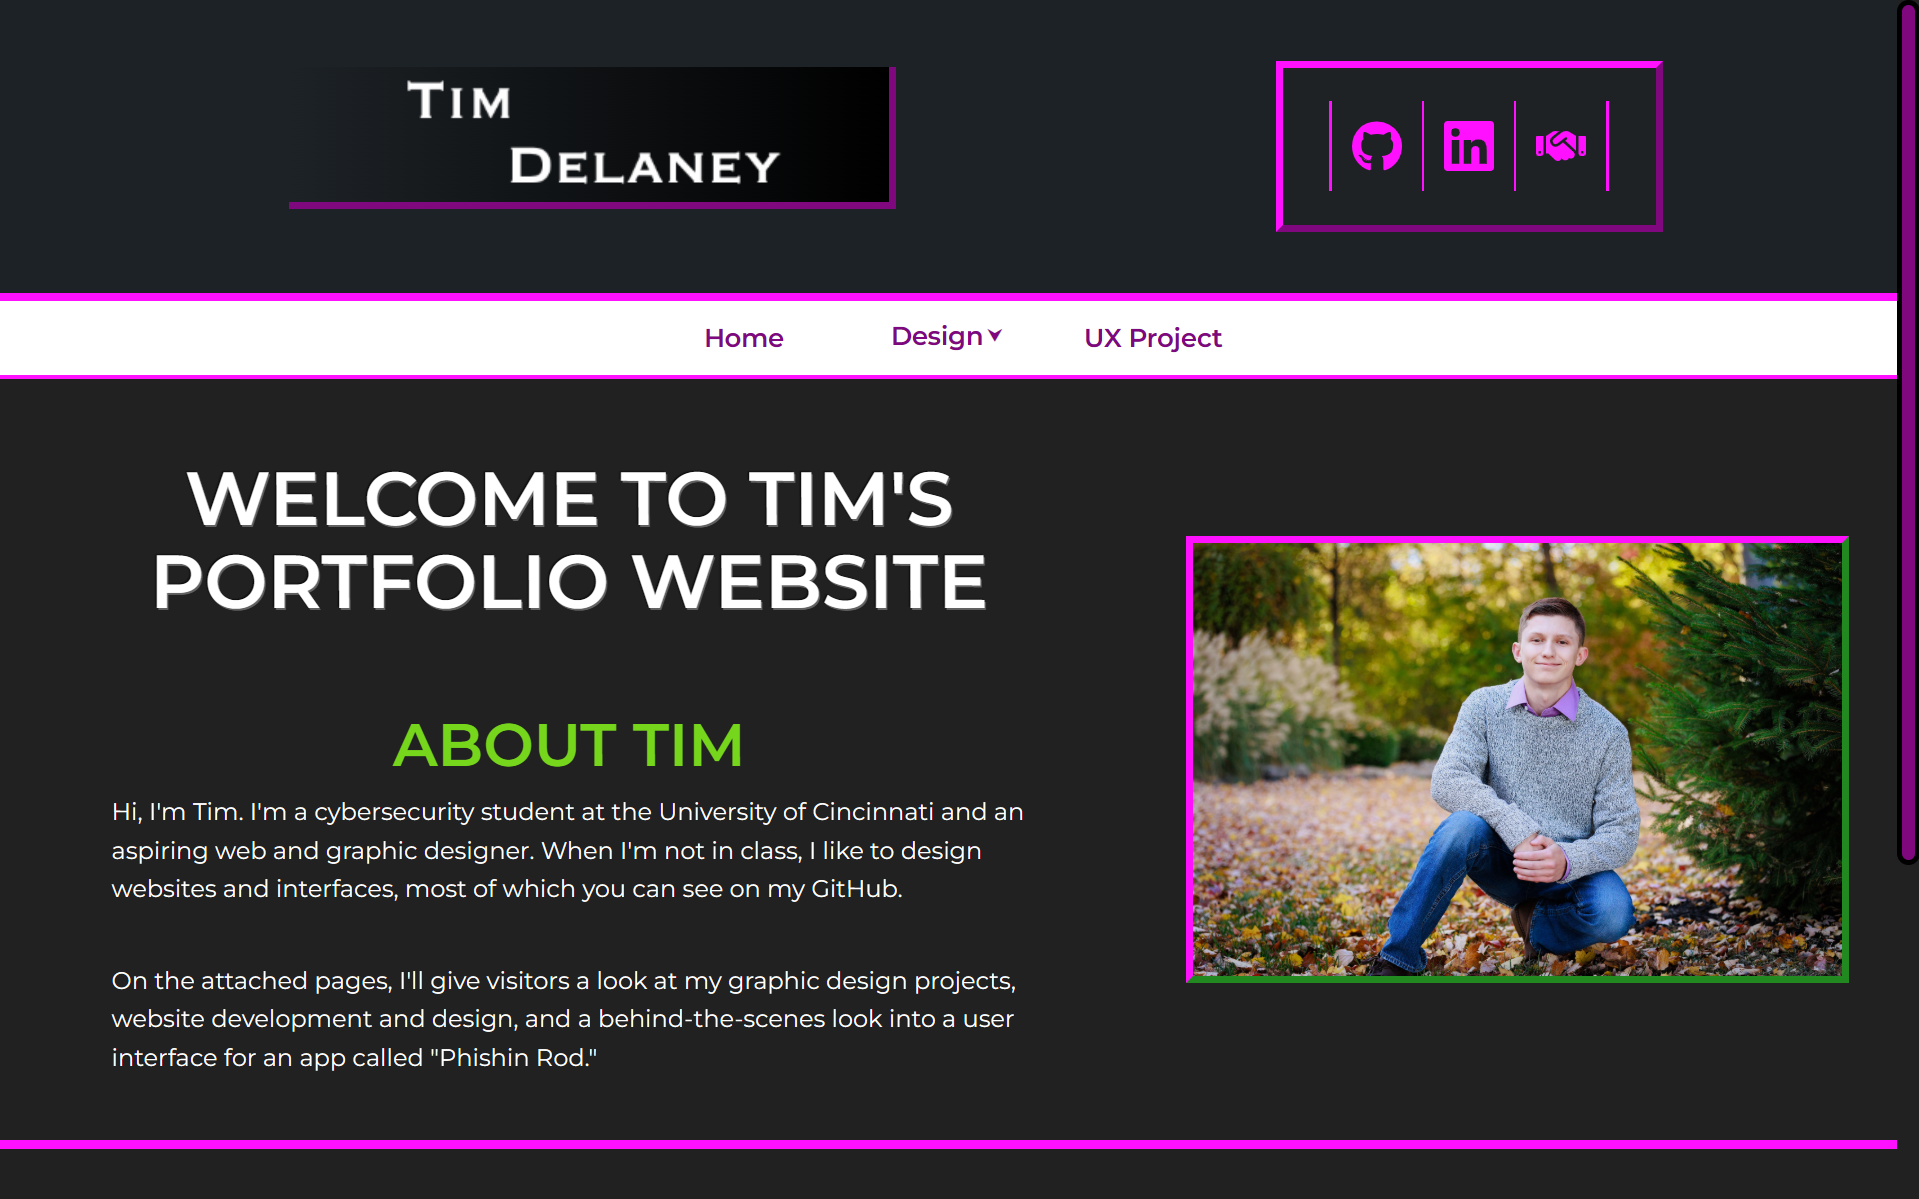 TIM
DELANEY
Home
Design
UX Project
WELCOME TO TIM'S
PORTFOLIO WEBSITE
ABOUT TIM
Hi, I'm Tim. I'm a cybersecurity student at the University of Cincinnati and an
aspiring web and graphic designer. When I'm not in class, I like to design
websites and interfaces, most of which you can see on my GitHub.
On the attached pages, I'll give visitors a look at my graphic design projects,
website development and design, and a behind-the-scenes look into a user
interface for an app called "Phishin Rod."